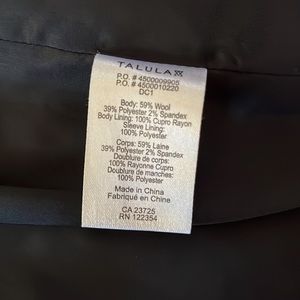 TALULA
P.O. # 4500009905
P.O. # 4500010220
DC1
Body: 59% Wool
39% Polyester 2% Spandex
Body Lining: 100% Cupro Rayon
Sleeve Lining:
100% Polyester
Corps: 59% Laine
39% Polyester 2% Spandex
Doublure de corps:
100% Rayonne Cupro
Doublure de manches:
100% Polyester
Made in China
Fabriqué en China
CA 23725
RN 122354